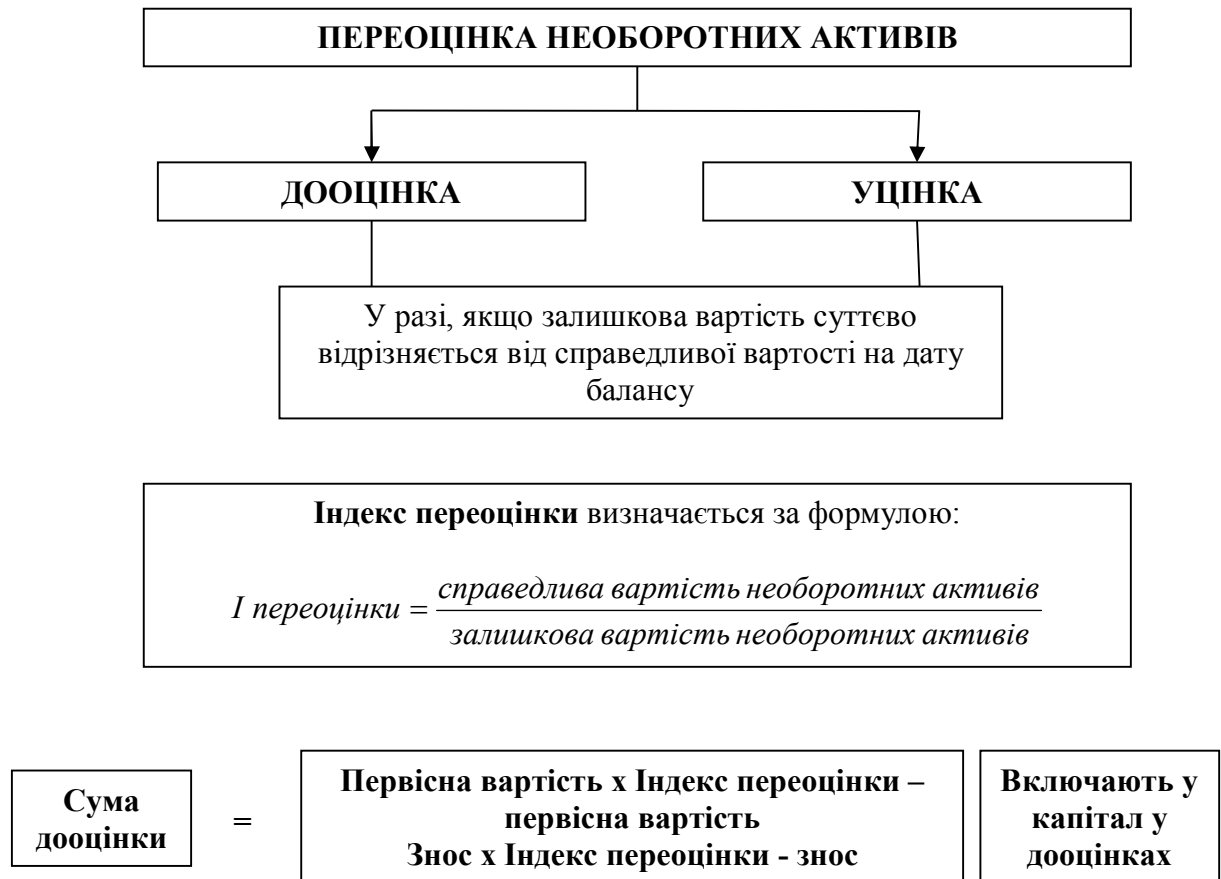 ПЕРЕОЦІНКА НЕОБОРОТНИХ АКТИВІВ
ДООЦІНКА
УЦІНКА
У разі, якщо залишкова вартість суттєво
відрізняється від справедливої вартості на дату
балансу
Індекс переоцінки визначається за формулою:
І переоцінки = справедлива вартість необоротних активів
залишкова вартість необоротних активів
Сума
дооцінки
=
Первісна вартість х Індекс переоцінки –
первісна вартість
Знос х Індекс переоцінки - знос
Включають у
капітал у
дооцінках